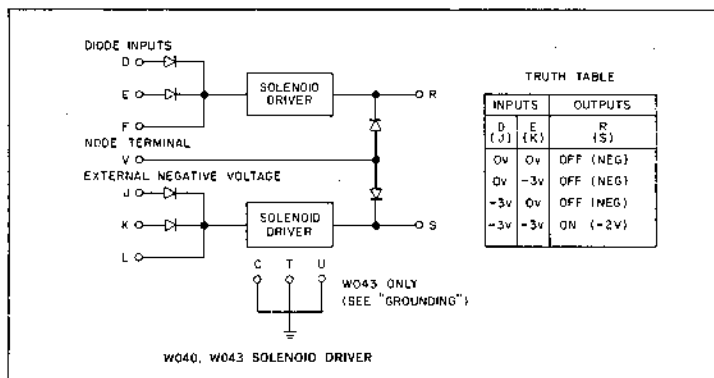 DIODE INPUTS
D
E
F
NODE TERMINAL
V
EXTERNAL NEGATIVE VOLTAGE
J
K
L
SOLENOID
DRIVER
R
SOLENOID
DRIVER
S
C T U
W043 ONLY
(SEE "GROUNDING")
W040, W043 SOLENOID DRIVER
TRUTH TABLE
INPUTS OUTPUTS
D E R
(J) (K) (S)
0v 0v OFF (NEG)
0v -3v OFF (NEG)
-3v 0v OFF (NEG)
-3v -3v ON (-2V)